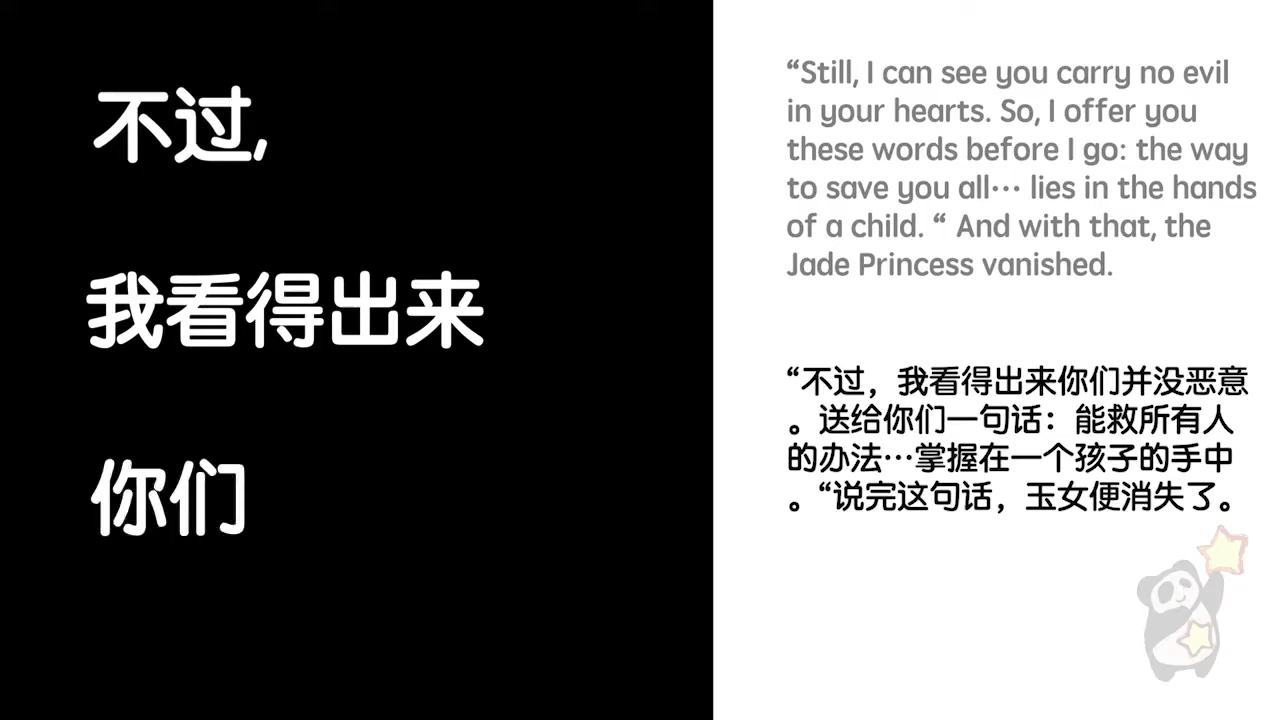 不过,
我看得出来
你们
“Still, I can see you carry no evil
in your hearts. So, I offer you
these words before I go: the way
to save you all··· lies in the hands
of a child. “ And with that, the
Jade Princess vanished.
“不过，我看得出来你们并没恶意
。送给你们一句话：能救所有人
的办法···掌握在一个孩子的手中
。“说完这句话，玉女便消失了。